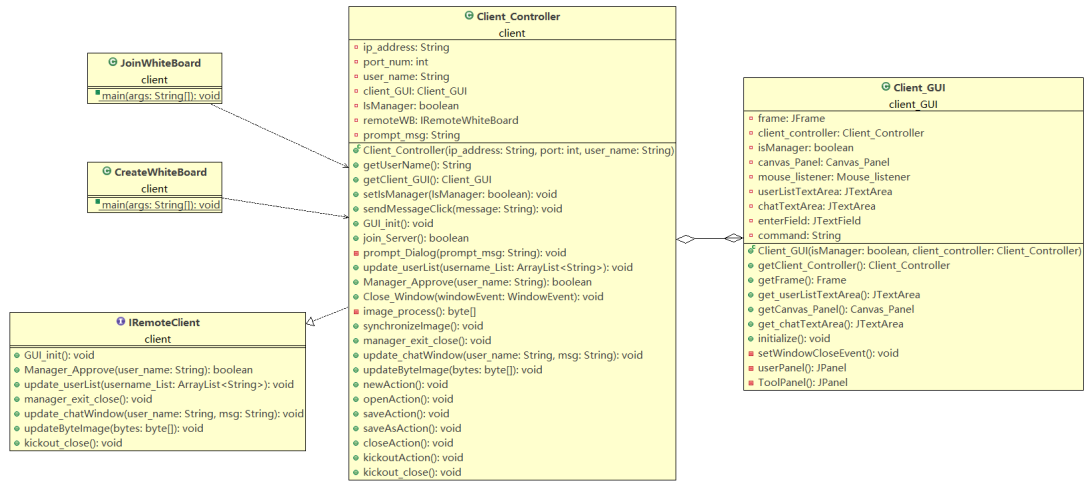 JoinWhiteBoard
client
main(args: String[]): void
CreateWhiteBoard
client
main(args: String[]): void
IRemoteClient
client
GUI_init(): void
Manager_Approve(user_name: String): boolean
update_userList(username_List: ArrayList<String>): void
manager_exit_close(): void
update_chatWindow(user_name: String, msg: String): void
updateByteImage(bytes: byte[]): void
kickout_close(): void
Client_Controller
client
ip_address: String
port_num: int
user_name: String
client_GUI: Client_GUI
IsManager: boolean
remoteWB: IRemoteWhiteBoard
prompt_msg: String
Client_Controller(ip_address: String, port: int, user_name: String)
getUserName(): String
getClient_GUI(): Client_GUI
setIsManager(IsManager: boolean): void
sendMessageClick(message: String): void
GUI_init(): void
join_Server(): boolean
prompt_Dialog(prompt_msg: String): void
update_userList(username_List: ArrayList<String>): void
Manager_Approve(user_name: String): boolean
Close_Window(windowEvent: WindowEvent): void
image_process(): byte[]
synchronizeImage(): void
manager_exit_close(): void
update_chatWindow(user_name: String, msg: String): void
updateByteImage(bytes: byte[]): void
newAction(): void
openAction(): void
saveAction(): void
saveAsAction(): void
closeAction(): void
kickoutAction(): void
kickout_close(): void
Client_GUI
client_GUI
frame: JFrame
client_controller: Client_Controller
isManager: boolean
canvas_Panel: Canvas_Panel
mouse_listener: Mouse_listener
userListTextArea: JTextArea
chatTextArea: JTextArea
enterField: JTextField
command: String
Client_GUI(isManager: boolean, client_controller: Client_Controller)
getClient_Controller(): Client_Controller
getFrame(): Frame
get_userListTextArea(): JTextArea
getCanvas_Panel(): Canvas_Panel
get_chatTextArea(): JTextArea
initialize(): void
setWindowCloseEvent(): void
userPanel(): JPanel
ToolPanel(): JPanel